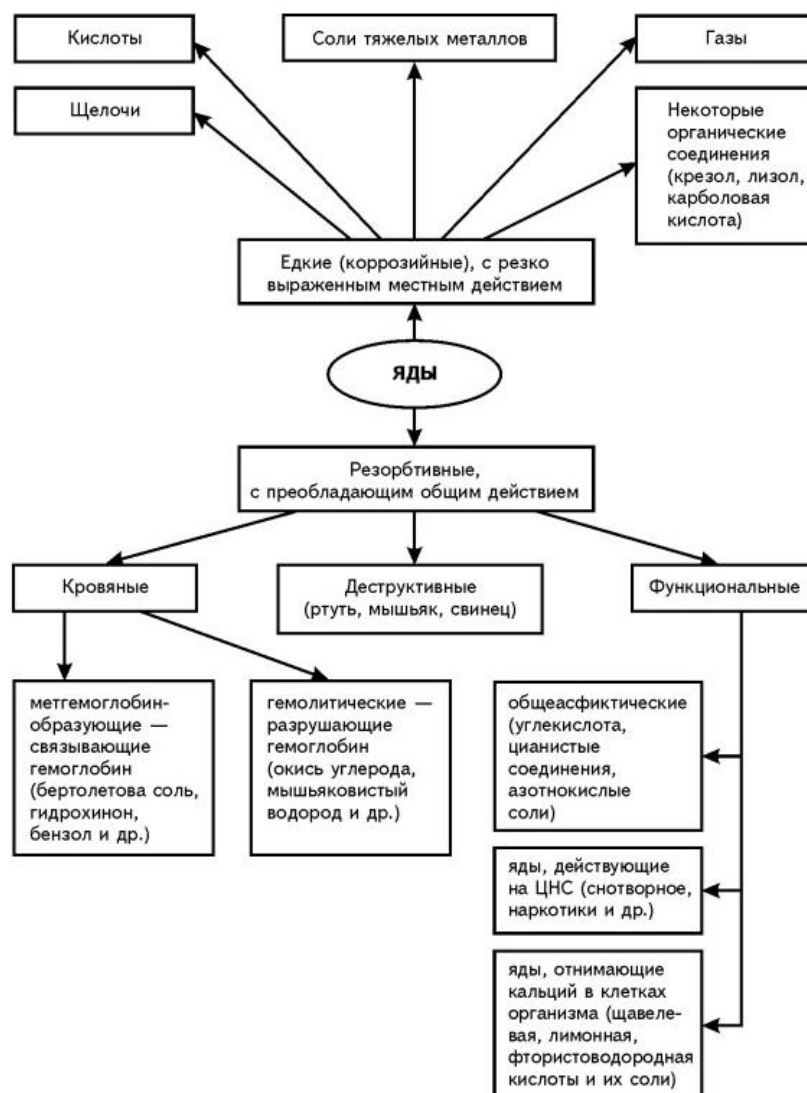 Кислоты
Соли тяжелых металлов
Газы
Щелочи
Некоторые
органические
соединения
(крезол, лизол,
карболовая
кислота)
Едкие (коррозийные), с резко
выраженным местным действием
ЯДЫ
Резорбтивные,
с преобладающим общим действием
Кровяные
Деструктивные
(ртуть, мышьяк, свинец)
Функциональные
метгемоглобин-
образующие —
связывающие
гемоглобин
(бертолетова соль,
гидрохинон,
бензол и др.)
гемолитические —
разрушающие
гемоглобин
(окись углерода,
мышьяковистый
водород и др.)
общеасфиктические
(углекислота,
цианистые
соединения,
азотнокислые
соли)
яды, действующие
на ЦНС (снотворное,
наркотики и др.)
яды, отнимающие
кальций в клетках
организма (щавеле-
вая, лимонная,
фтористоводородная
кислоты и их соли)